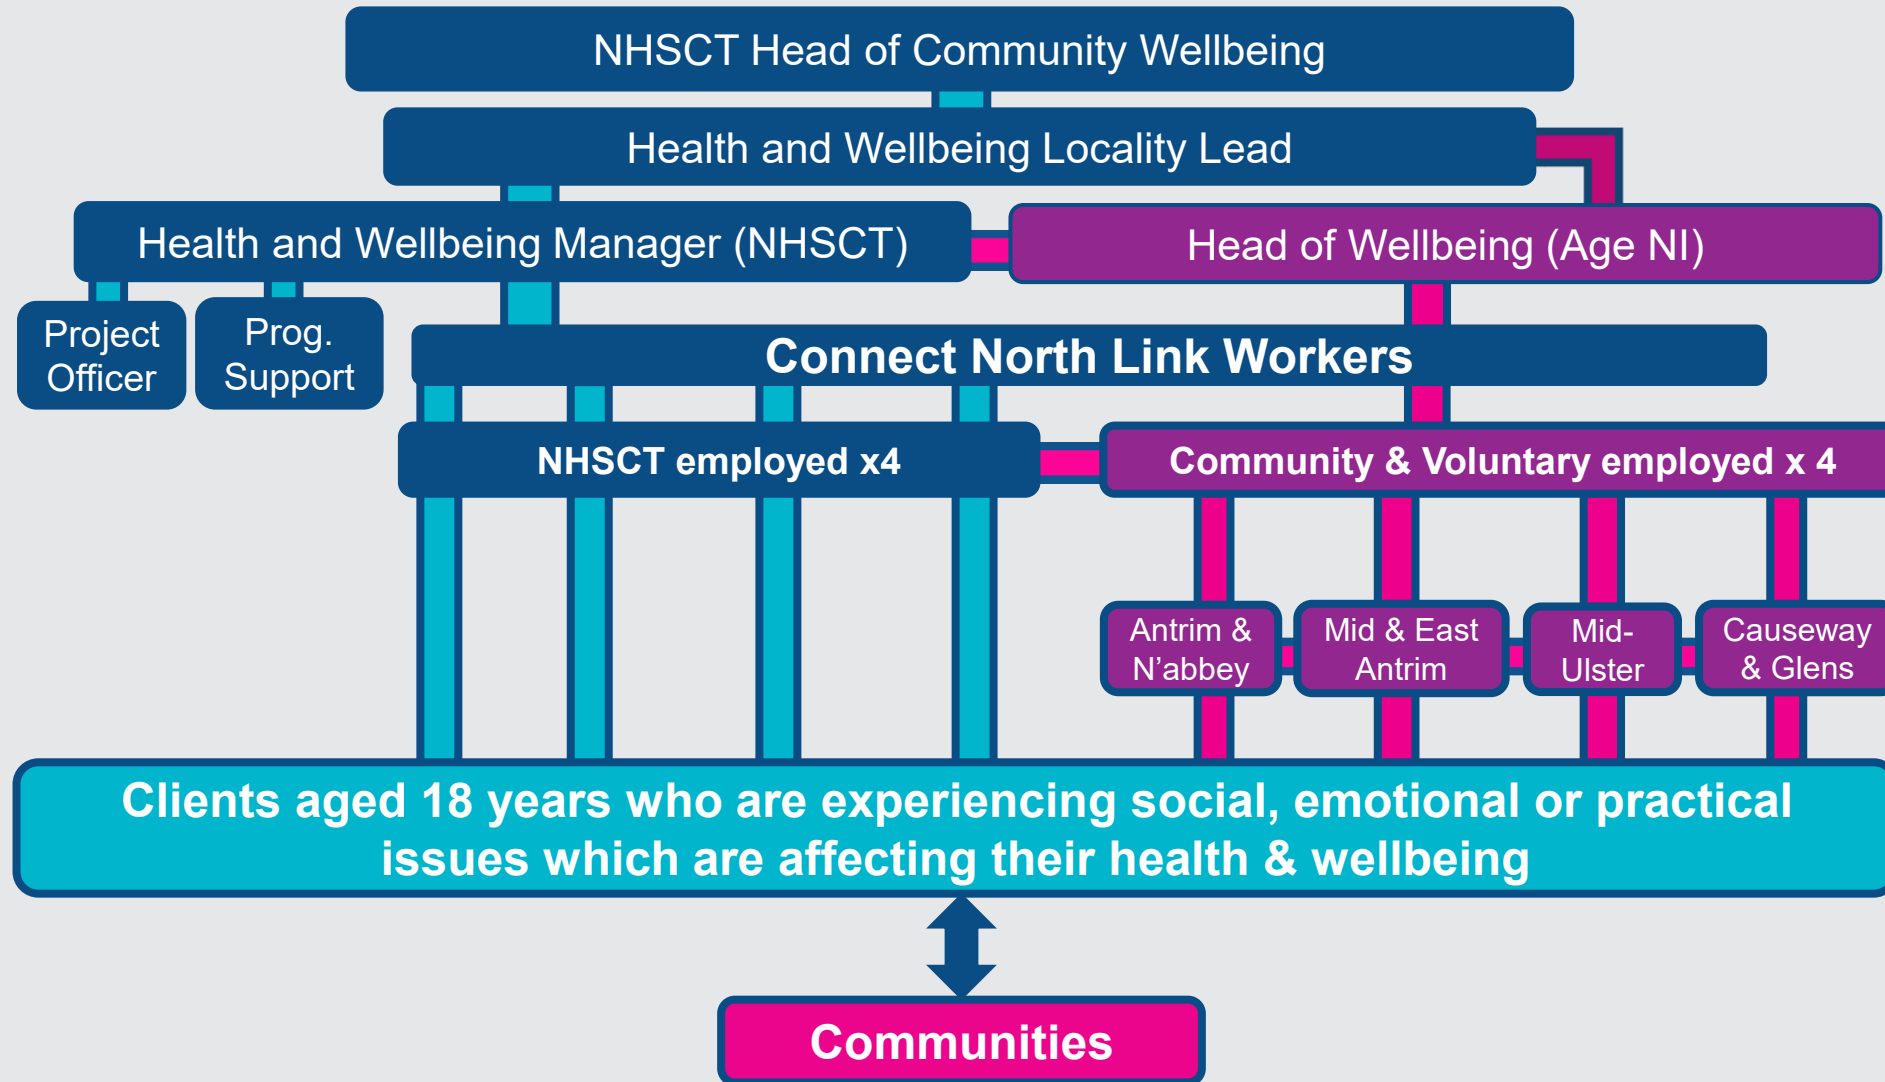 NHSCT Head of Community Wellbeing
Health and Wellbeing Locality Lead
Health and Wellbeing Manager (NHSCT)
Head of Wellbeing (Age NI)
Project
Officer
Prog.
Support
Connect North Link Workers
NHSCT employed x4
Community & Voluntary employed x 4
Antrim &
N’abbey
Mid & East
Antrim
Mid-
Ulster
Causeway
& Glens
Clients aged 18 years who are experiencing social, emotional or practical
issues which are affecting their health & wellbeing
Communities